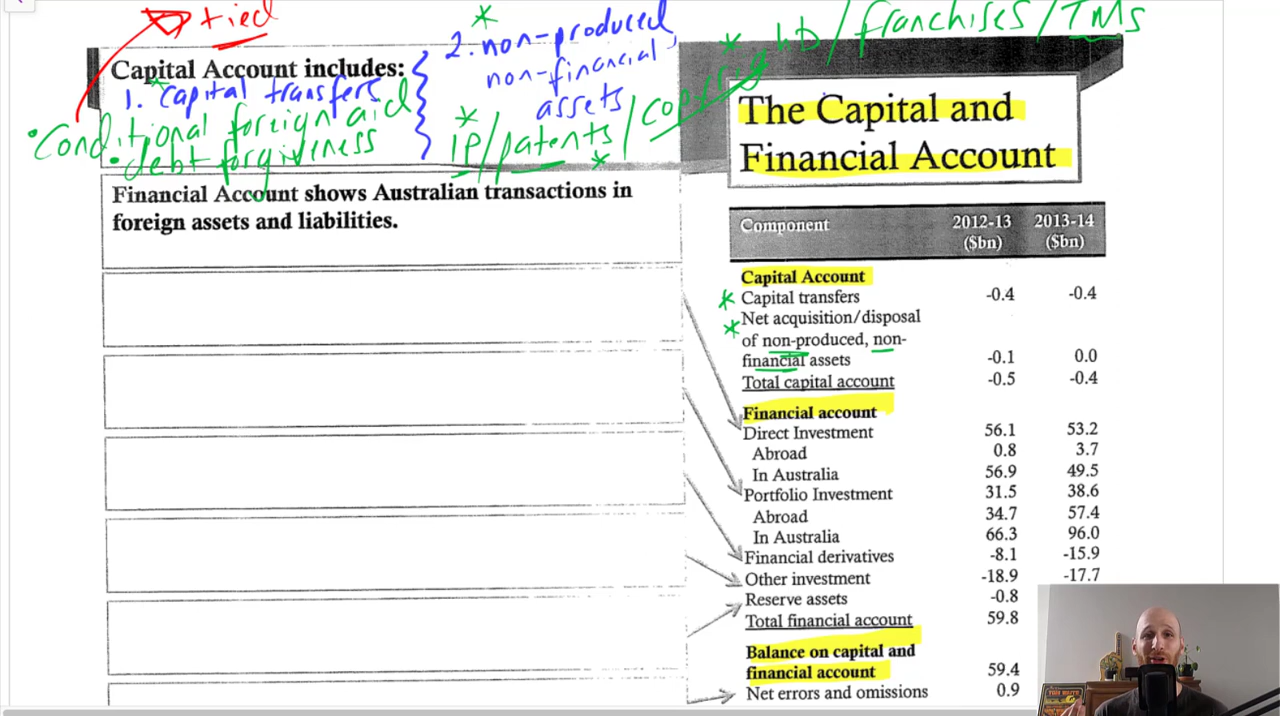 tied
Capital Account includes:
1. capital transfers
• Conditional foreign aid
• debt forgiveness
2. non-produced,
non-financial
assets
IP/patents/copyright/franchises/TMs
Financial Account shows Australian transactions in
foreign assets and liabilities.
The Capital and
Financial Account
Component 2012-13 ($bn) 2013-14 ($bn)
Capital Account
Capital transfers -0.4 -0.4
Net acquisition/disposal
of non-produced, non-
financial assets -0.1 0.0
Total capital account -0.5 -0.4
Financial account
Direct Investment 56.1 53.2
Abroad 0.8 3.7
In Australia 56.9 49.5
Portfolio Investment 31.5 38.6
Abroad 34.7 57.4
In Australia 66.3 96.0
Financial derivatives -8.1 -15.9
Other investment -18.9 -17.7
Reserve assets -0.8
Total financial account 59.8
Balance on capital and
financial account 59.4
Net errors and omissions 0.9